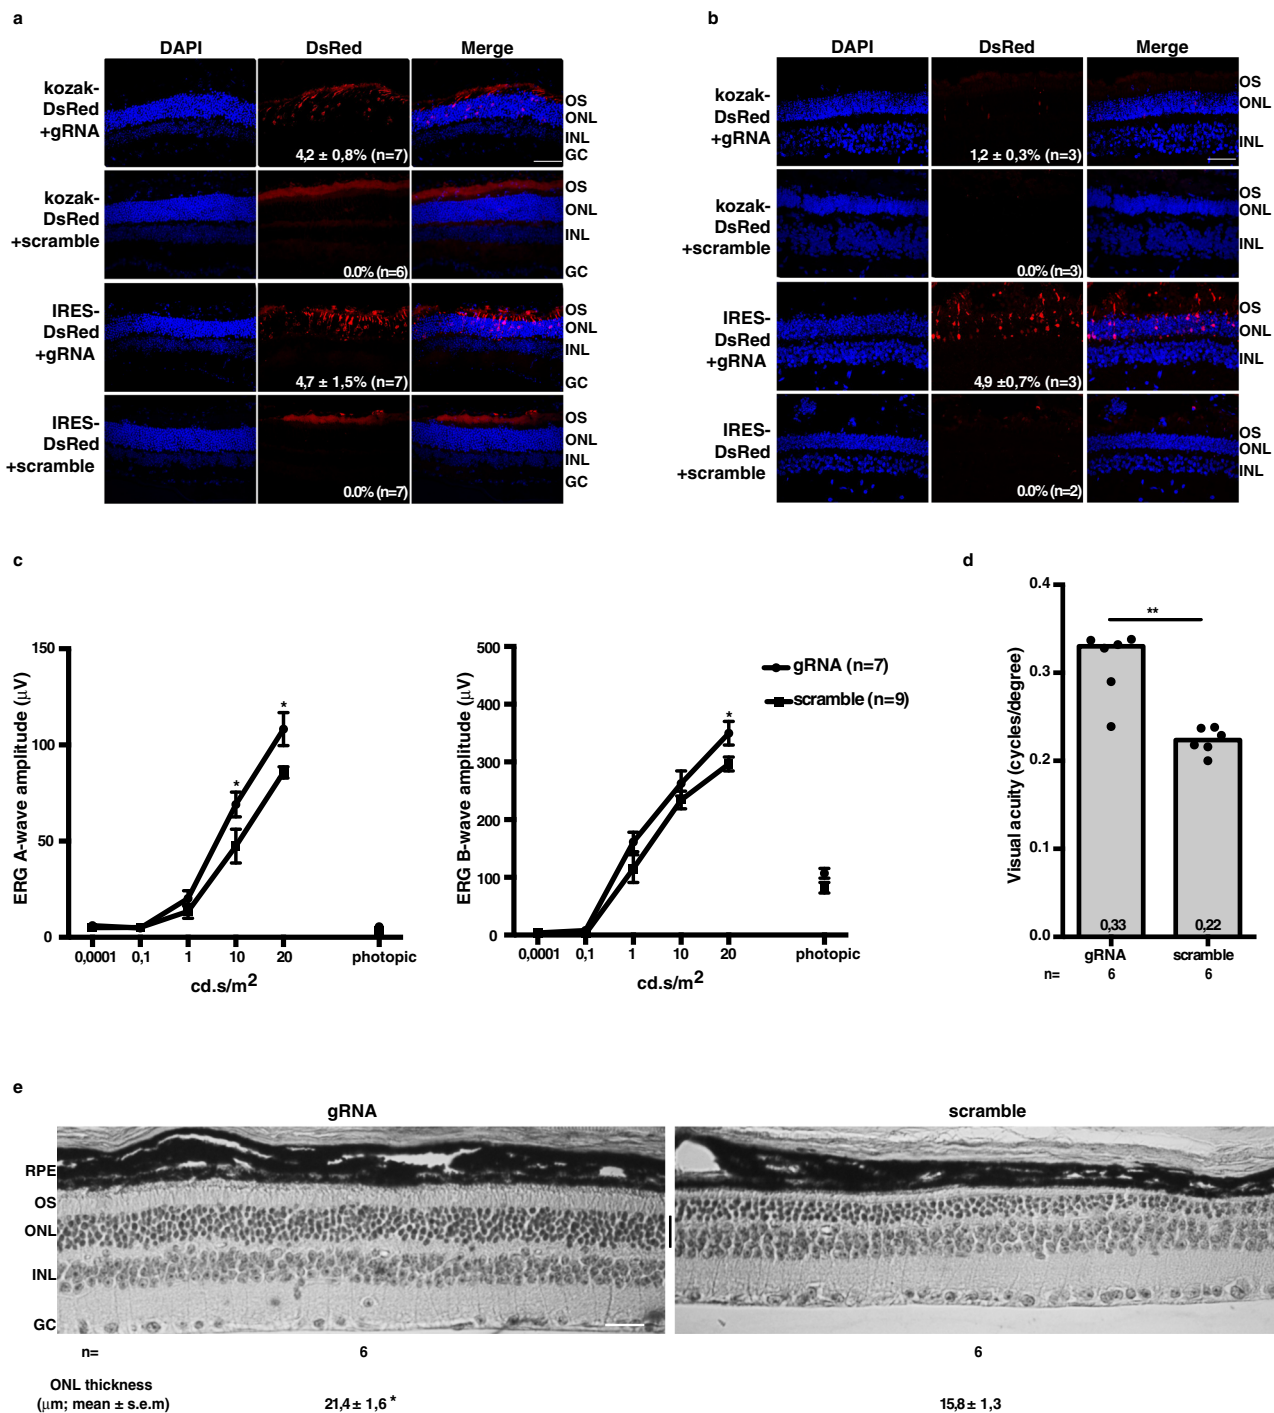 a
DAPI DsRed Merge
kozak-
DsRed
+gRNA
4,2 ± 0,8% (n=7)
OS
ONL
INL
GC
kozak-
DsRed
+scramble
0.0% (n=6)
OS
ONL
INL
GC
IRES-
DsRed
+gRNA
4,7 ± 1,5% (n=7)
OS
ONL
INL
GC
IRES-
DsRed
+scramble
0.0% (n=7)
OS
ONL
INL
GC
b
DAPI DsRed Merge
kozak-
DsRed
+gRNA
1,2 ± 0,3% (n=3)
OS
ONL
INL
kozak-
DsRed
+scramble
0.0% (n=3)
OS
ONL
INL
IRES-
DsRed
+gRNA
4,9 ±0,7% (n=3)
OS
ONL
INL
IRES-
DsRed
+scramble
0.0% (n=2)
OS
ONL
INL
c
ERG A-wave amplitude (µV)
150
100
50
0
* *
0,0001 0,1 1 10 20 photopic
cd.s/m2
ERG B-wave amplitude (µV)
500
400
300
200
100
0
*
0,0001 0,1 1 10 20 photopic
cd.s/m2
gRNA (n=7)
scramble (n=9)
d
Visual acuity (cycles/degree)
0.4
0.3
0.2
0.1
0.0
**
0,33 0,22
gRNA scramble
n= 6 6
e
gRNA scramble
RPE
OS
ONL
INL
GC
n= 6 6
ONL thickness
(µm; mean ± s.e.m) 21,4 ± 1,6 * 15,8 ± 1,3